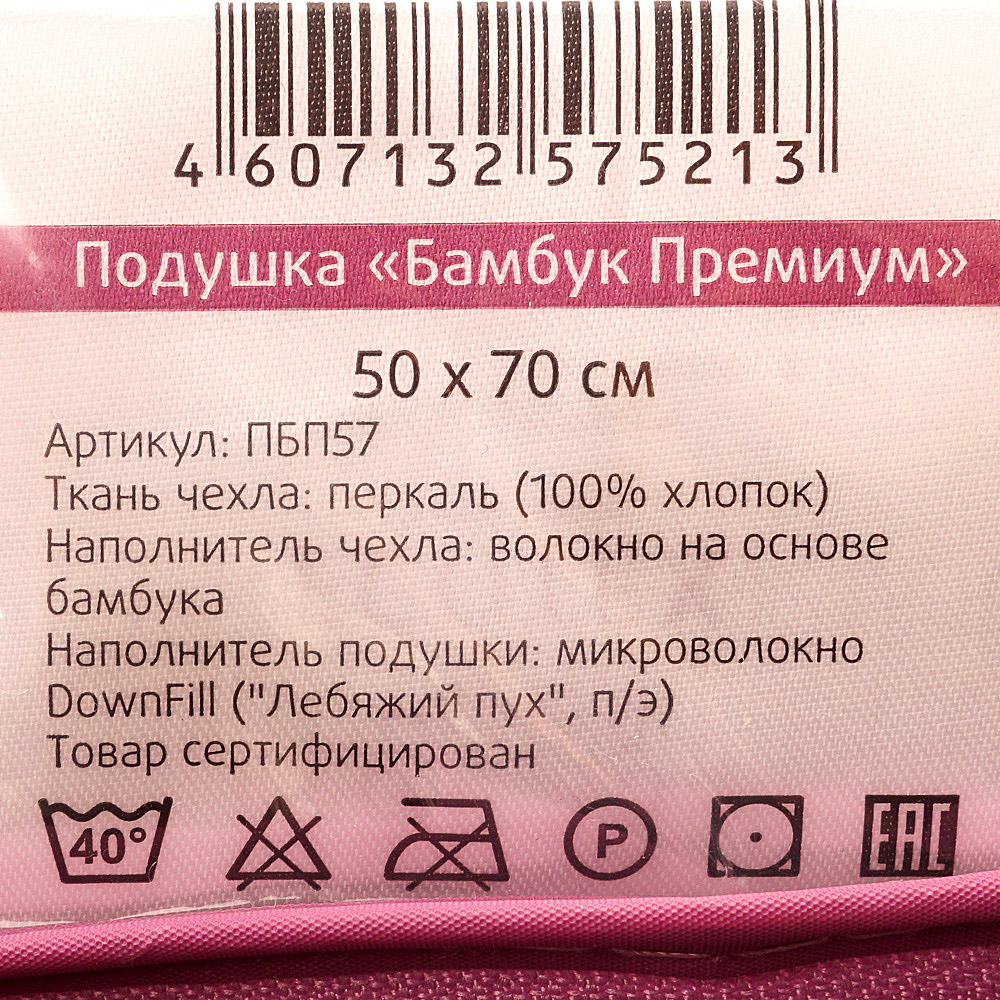 4 607132 575213
Подушка «Бамбук Премиум»
50 x 70 см
Артикул: ПБП57
Ткань чехла: перкаль (100% хлопок)
Наполнитель чехла: волокно на основе
бамбука
Наполнитель подушки: микроволокно
DownFill ("Лебяжий пух", п/э)
Товар сертифицирован
40° P EAC